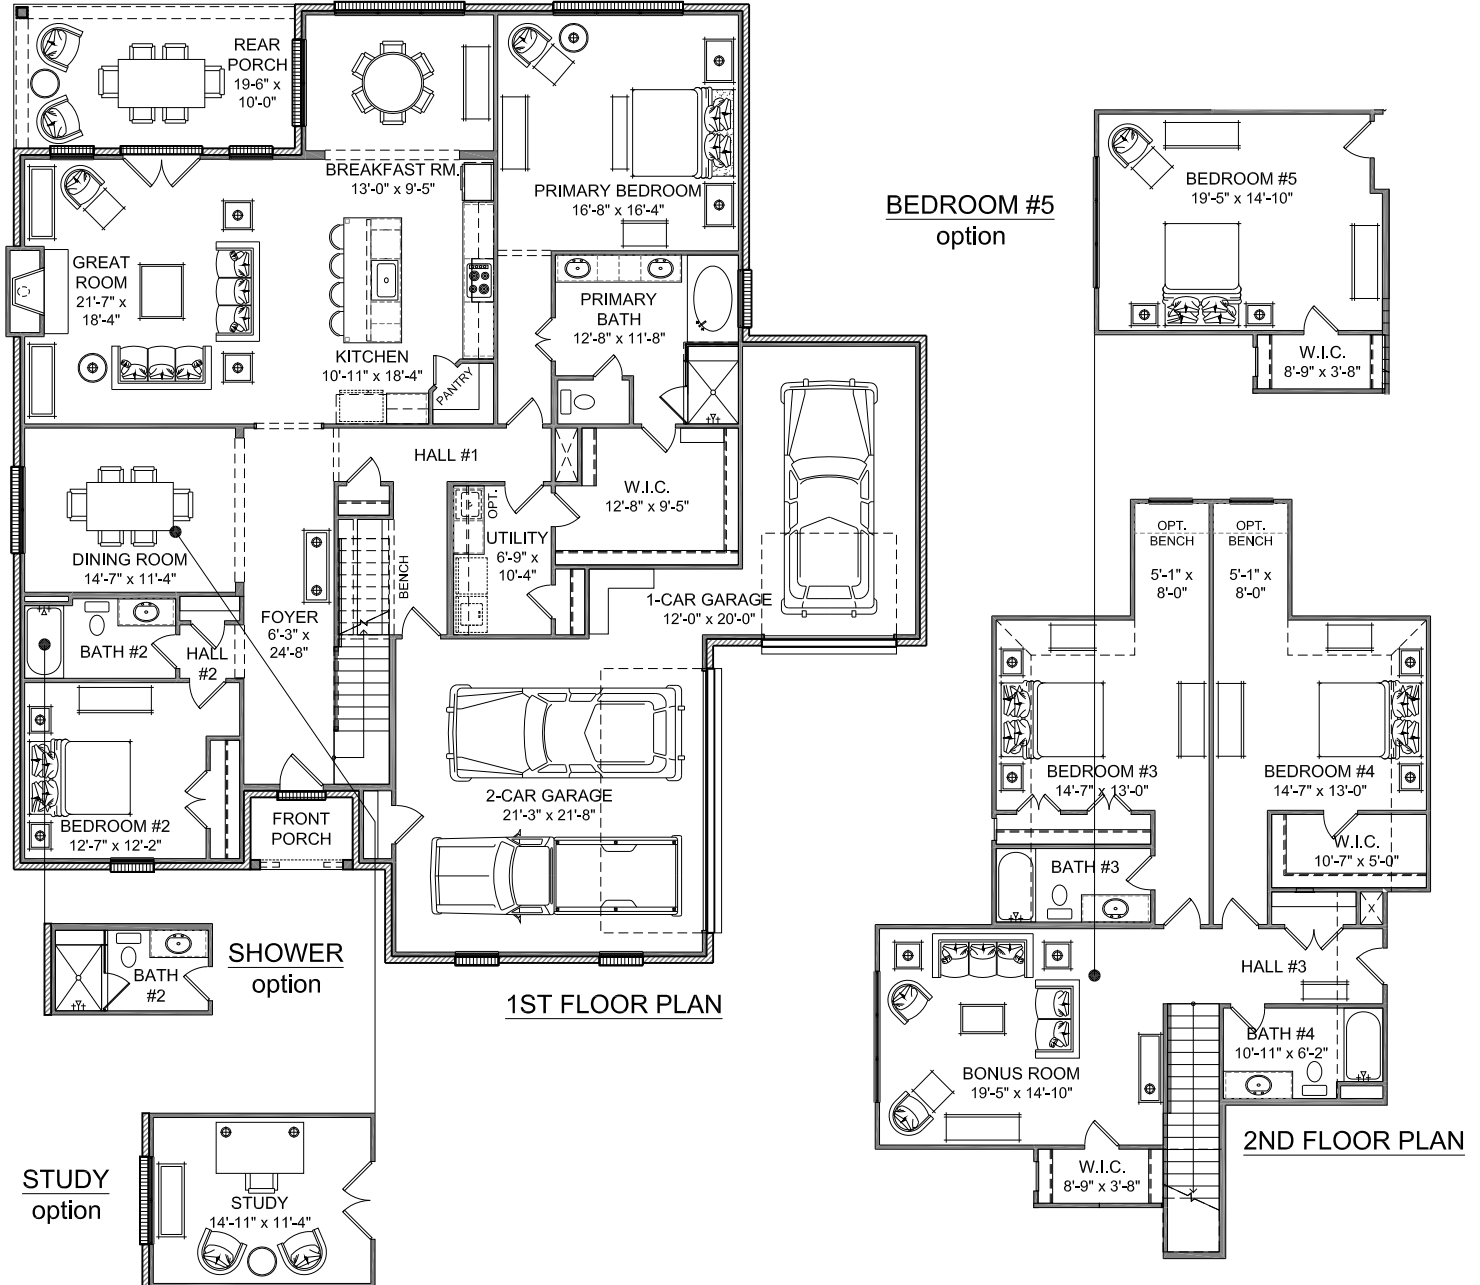 REAR
PORCH
19'-6" x
10'-0"
BREAKFAST RM.
13'-0" x 9'-5"
PRIMARY BEDROOM
16'-8" x 16'-4"
GREAT
ROOM
21'-7" x
18'-4"
KITCHEN
10'-11" x 18'-4"
PANTRY
PRIMARY
BATH
12'-8" x 11'-8"
HALL #1
W.I.C.
12'-8" x 9'-5"
OPT.
UTILITY
6'-9" x
10'-4"
BENCH
DINING ROOM
14'-7" x 11'-4"
FOYER
6'-3" x
24'-8"
1-CAR GARAGE
12'-0" x 20'-0"
BATH #2
HALL
#2
BEDROOM #2
12'-7" x 12'-2"
FRONT
PORCH
2-CAR GARAGE
21'-3" x 21'-8"
1ST FLOOR PLAN
BATH
#2
SHOWER
option
STUDY
option
STUDY
14'-11" x 11'-4"
BEDROOM #5
option
BEDROOM #5
19'-5" x 14'-10"
W.I.C.
8'-9" x 3'-8"
OPT.
BENCH
5'-1" x
8'-0"
OPT.
BENCH
5'-1" x
8'-0"
BEDROOM #3
14'-7" x 13'-0"
BEDROOM #4
14'-7" x 13'-0"
W.I.C.
10'-7" x 5'-0"
BATH #3
X
HALL #3
BATH #4
10'-11" x 6'-2"
BONUS ROOM
19'-5" x 14'-10"
W.I.C.
8'-9" x 3'-8"
2ND FLOOR PLAN